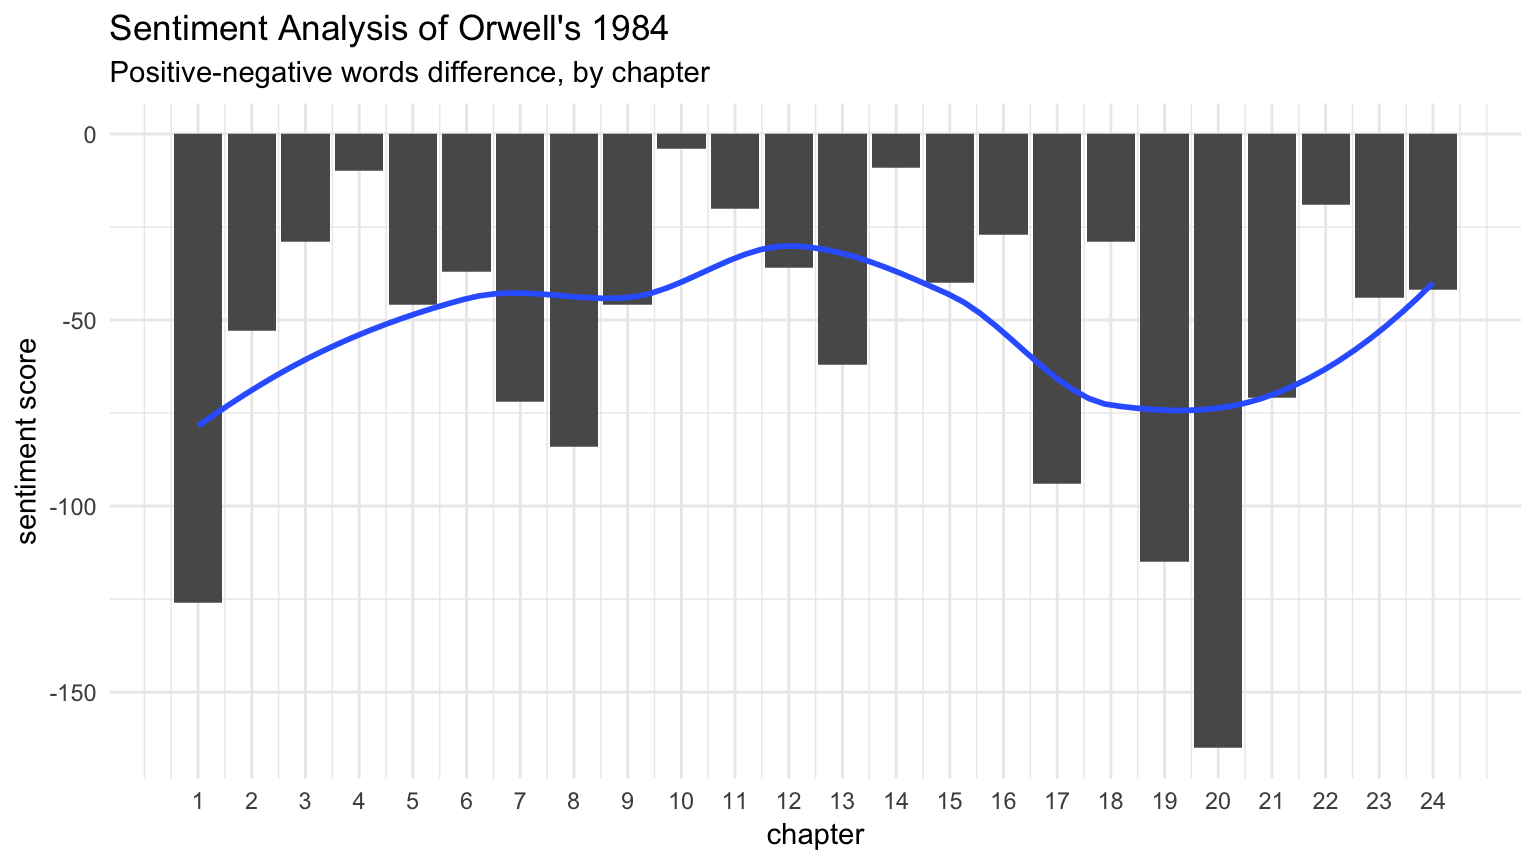 Sentiment Analysis of Orwell's 1984
Positive-negative words difference, by chapter
0
-50
-100
-150
sentiment score
1 2 3 4 5 6 7 8 9 10 11 12 13 14 15 16 17 18 19 20 21 22 23 24
chapter